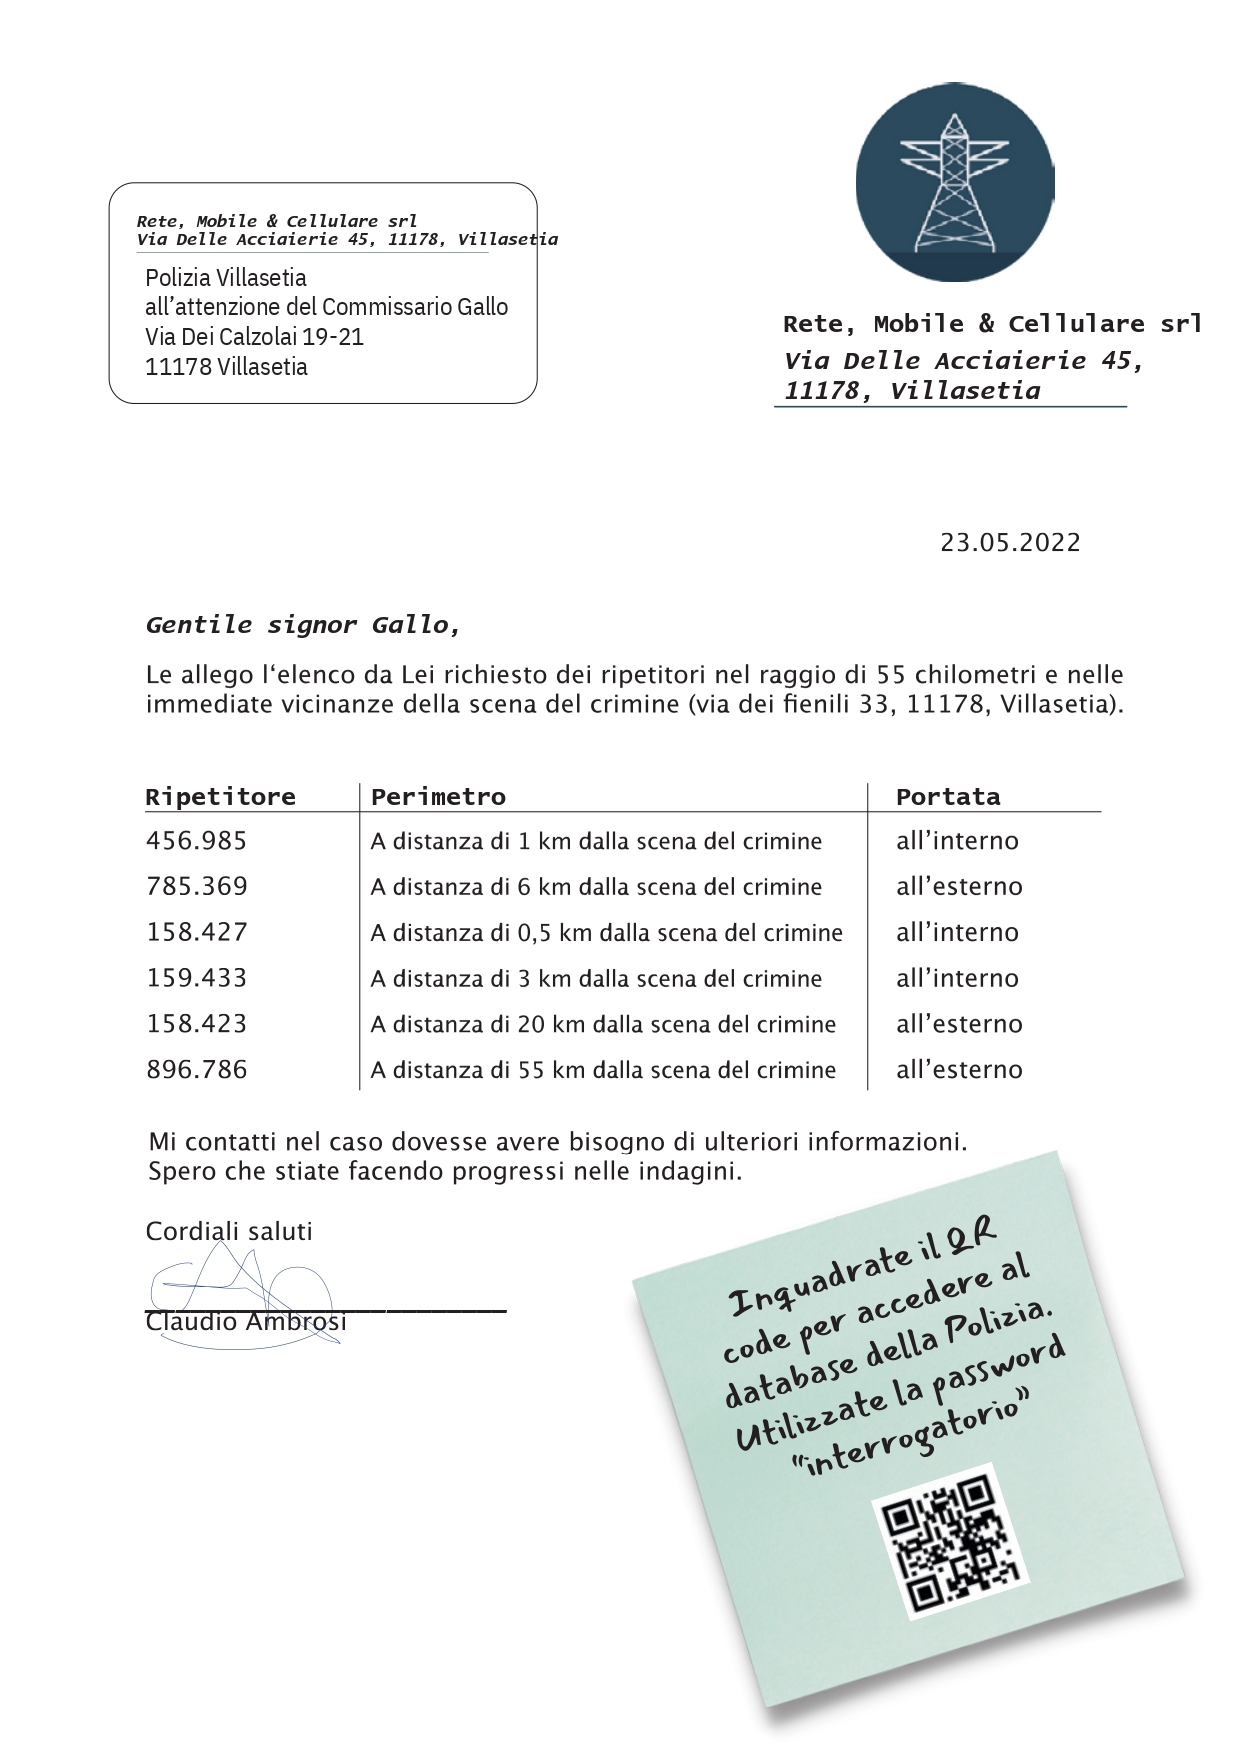 Rete, Mobile & Cellulare srl
Via Delle Acciaierie 45, 11178, Villasetia
Polizia Villasetia
all’attenzione del Commissario Gallo
Via Dei Calzolai 19-21
11178 Villasetia
Rete, Mobile & Cellulare srl
Via Delle Acciaierie 45,
11178, Villasetia
23.05.2022
Gentile signor Gallo,
Le allego l‘elenco da Lei richiesto dei ripetitori nel raggio di 55 chilometri e nelle
immediate vicinanze della scena del crimine (via dei fienili 33, 11178, Villasetia).
Ripetitore Perimetro Portata
456.985 A distanza di 1 km dalla scena del crimine all’interno
785.369 A distanza di 6 km dalla scena del crimine all’esterno
158.427 A distanza di 0,5 km dalla scena del crimine all’interno
159.433 A distanza di 3 km dalla scena del crimine all’interno
158.423 A distanza di 20 km dalla scena del crimine all’esterno
896.786 A distanza di 55 km dalla scena del crimine all’esterno
Mi contatti nel caso dovesse avere bisogno di ulteriori informazioni.
Spero che stiate facendo progressi nelle indagini.
Cordiali saluti
Claudio Ambrosi
Inquadrate il QR
code per accedere al
database della Polizia.
Utilizzate la password
“interrogatorio”